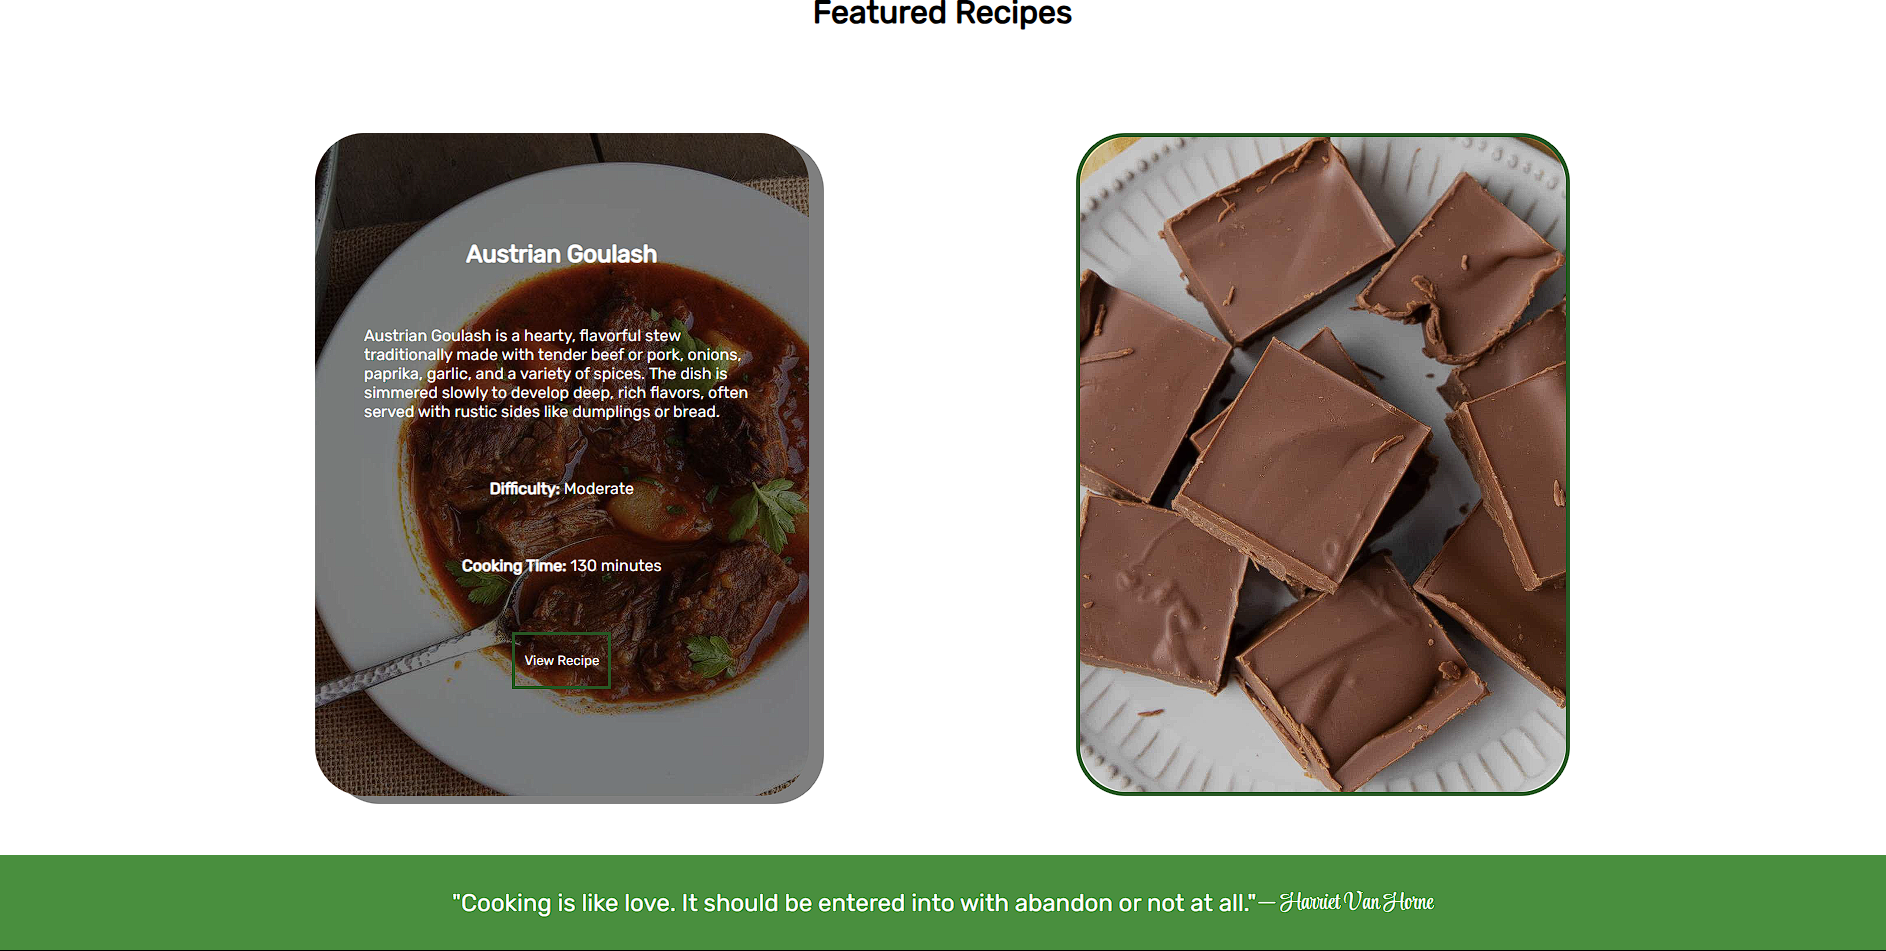 Featured Recipes
Austrian Goulash
Austrian Goulash is a hearty, flavorful stew
traditionally made with tender beef or pork, onions,
paprika, garlic, and a variety of spices. The dish is
simmered slowly to develop deep, rich flavors, often
served with rustic sides like dumplings or bread.
Difficulty: Moderate
Cooking Time: 130 minutes
View Recipe
"Cooking is like love. It should be entered into with abandon or not at all."— Harriet Van Horne